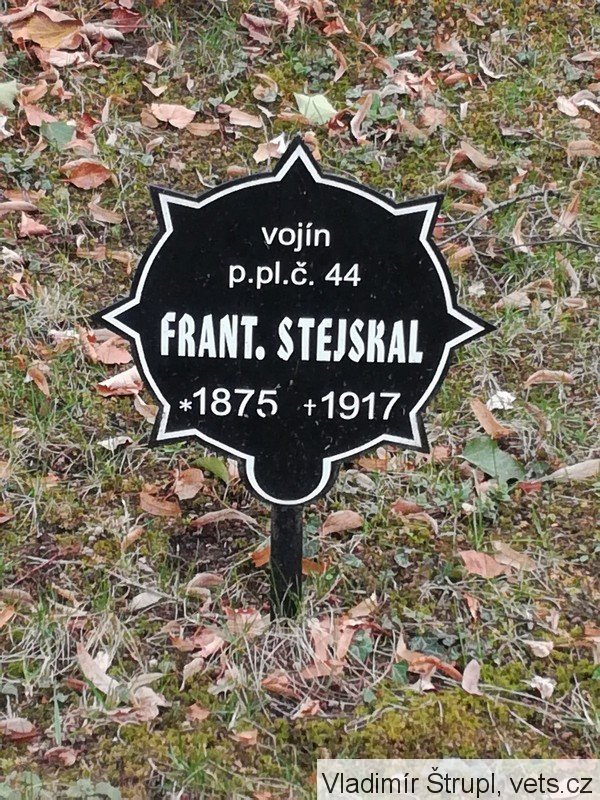 vojín
p.pl.č. 44
FRANT. STEJSKAL
*1875 +1917
Vladimír Štrupl, vets.cz